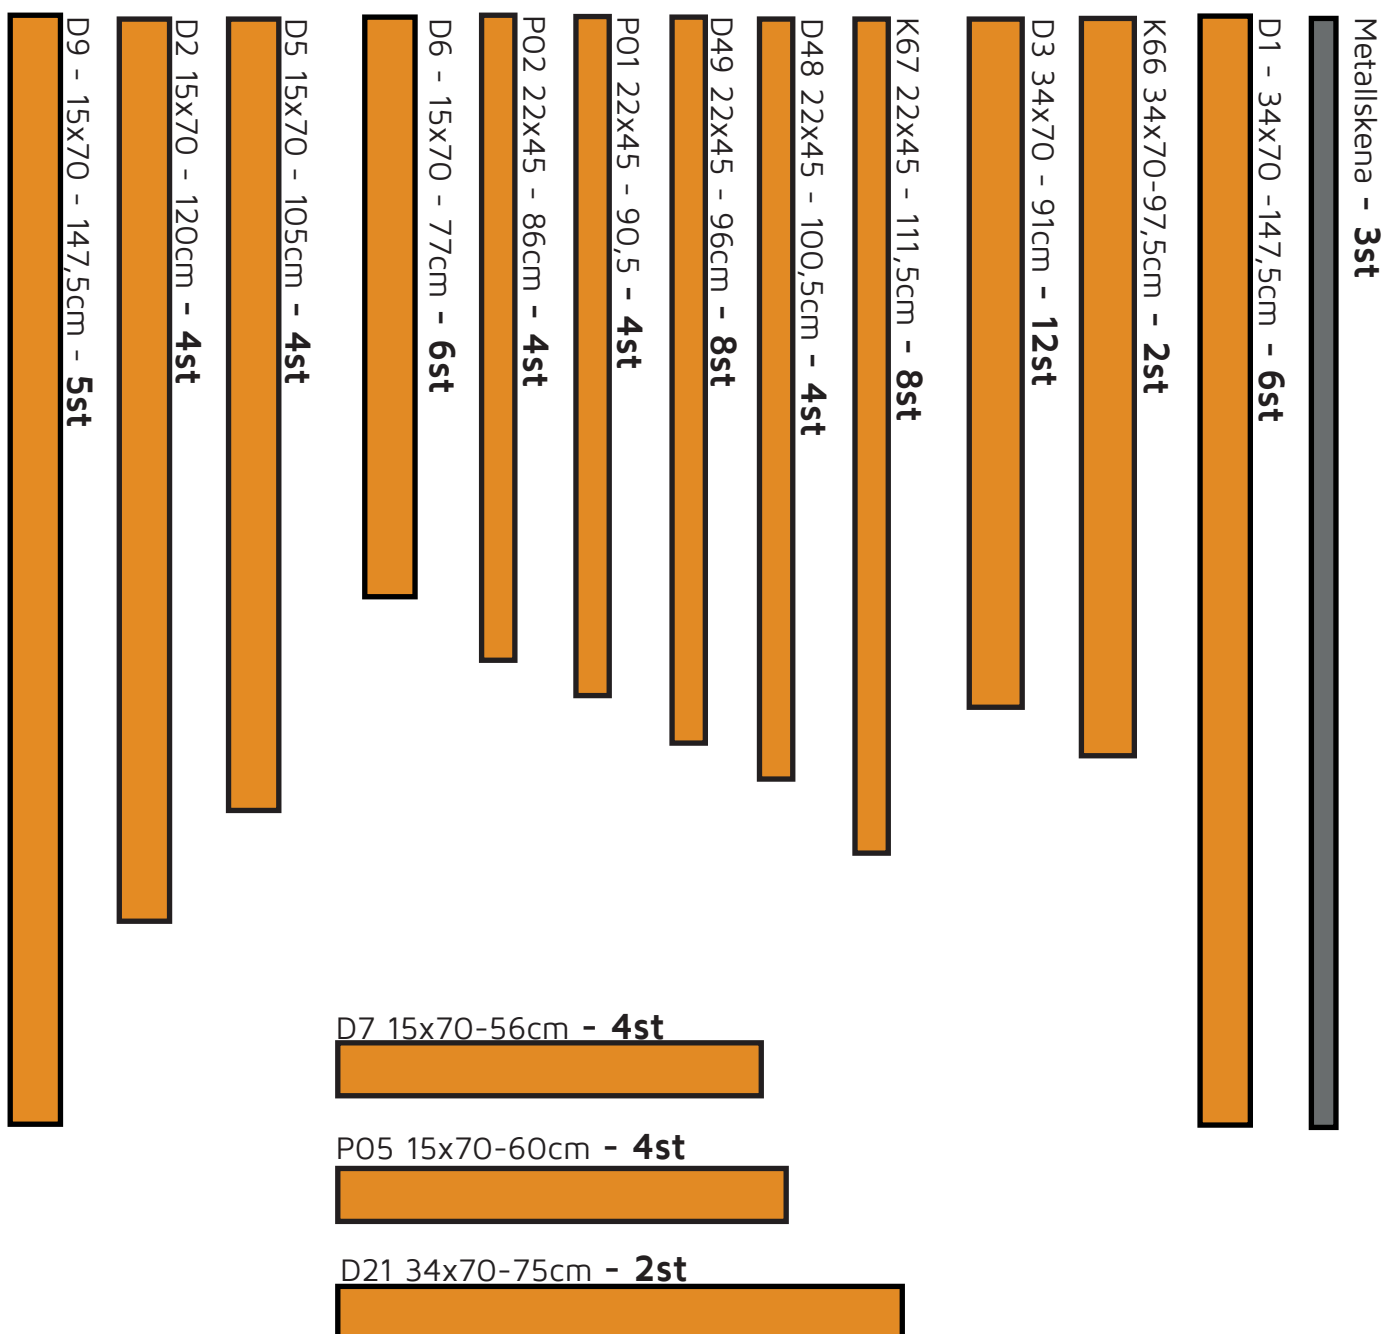 D9 - 15x70 - 147,5cm - 5st
D2 15x70 - 120cm - 4st
D5 15x70 - 105cm - 4st
D6 - 15x70 - 77cm - 6st
P02 22x45 - 86cm - 4st
P01 22x45 - 90,5 - 4st
D49 22x45 - 96cm - 8st
D48 22x45 - 100,5cm - 4st
K67 22x45 - 111,5cm - 8st
D3 34x70 - 91cm - 12st
K66 34x70-97,5cm - 2st
D1 - 34x70 -147,5cm - 6st
Metallskena - 3st
D7 15x70-56cm - 4st
P05 15x70-60cm - 4st
D21 34x70-75cm - 2st